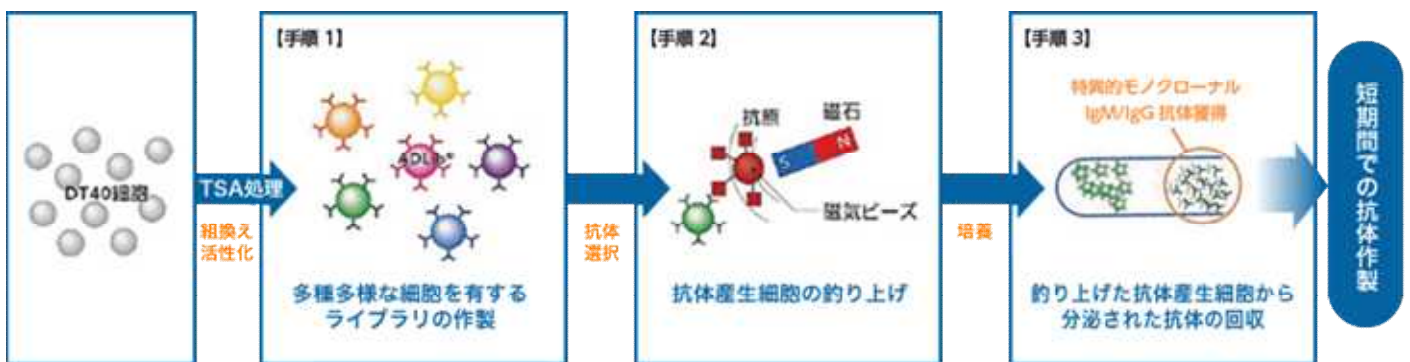 DT40細胞
TSA処理
組換え
活性化
【手順 1】
多種多様な細胞を有する
ライブラリの作製
抗体
選択
【手順 2】
抗原
磁石
S
N
磁気ビーズ
抗体産生細胞の釣り上げ
培養
【手順 3】
特異的モノクローナル
IgM/IgG 抗体獲得
釣り上げた抗体産生細胞から
分泌された抗体の回収
短期間での抗体作製